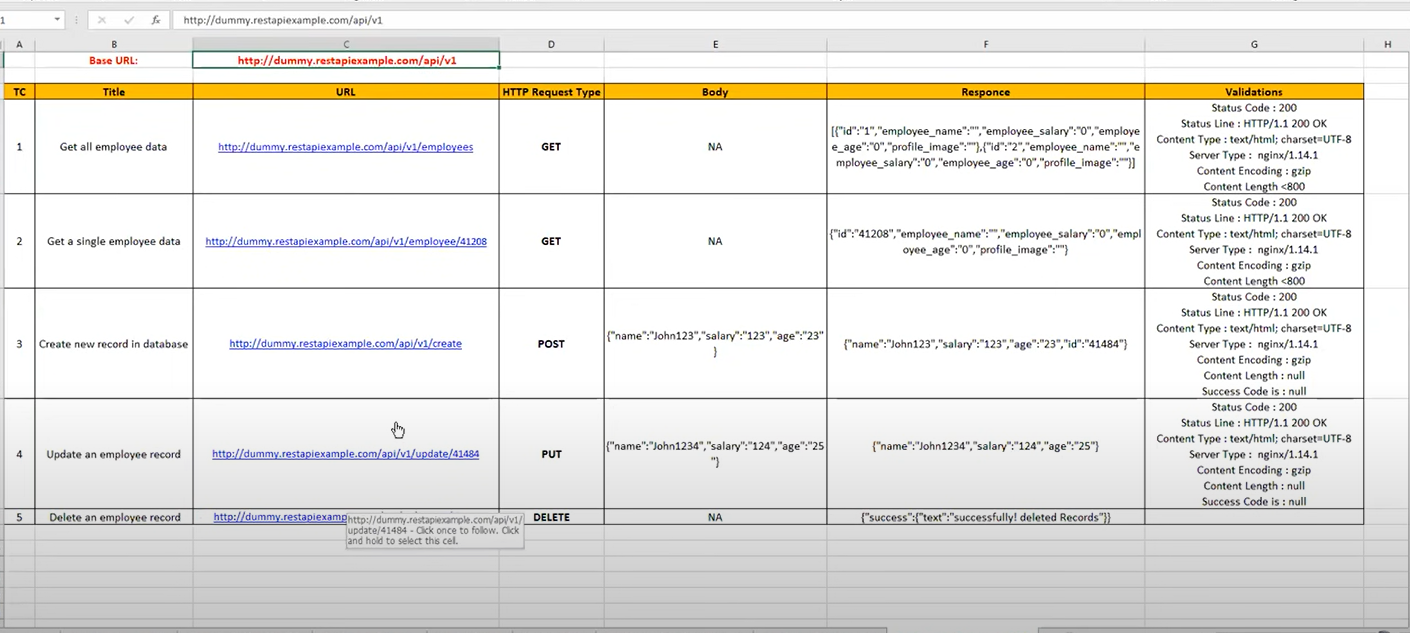 1
fx
http://dummy.restapiexample.com/api/v1
A B C D E F G H
Base URL:
http://dummy.restapiexample.com/api/v1
TC Title URL HTTP Request Type Body Responce Validations
1
Get all employee data
http://dummy.restapiexample.com/api/v1/employees
GET
NA
[{"id":"1","employee_name":"","employee_salary":"0","employe
e_age":"0","profile_image":""},{"id":"2","employee_name":"","e
mployee_salary":"0","employee_age":"0","profile_image":""}]
Status Code : 200
Status Line : HTTP/1.1 200 OK
Content Type : text/html; charset=UTF-8
Server Type :  nginx/1.14.1
Content Encoding : gzip
Content Length <800
2
Get a single employee data
http://dummy.restapiexample.com/api/v1/employee/41208
GET
NA
{"id":"41208","employee_name":"","employee_salary":"0","empl
oyee_age":"0","profile_image":""}
Status Code : 200
Status Line : HTTP/1.1 200 OK
Content Type : text/html; charset=UTF-8
Server Type :  nginx/1.14.1
Content Encoding : gzip
Content Length <800
3
Create new record in database
http://dummy.restapiexample.com/api/v1/create
POST
{"name":"John123","salary":"123","age":"23"
}
{"name":"John123","salary":"123","age":"23","id":"41484"}
Status Code : 200
Status Line : HTTP/1.1 200 OK
Content Type : text/html; charset=UTF-8
Server Type :  nginx/1.14.1
Content Encoding : gzip
Content Length : null
Success Code is : null
4
Update an employee record
http://dummy.restapiexample.com/api/v1/update/41484
PUT
{"name":"John1234","salary":"124","age":"25
"}
{"name":"John1234","salary":"124","age":"25"}
Status Code : 200
Status Line : HTTP/1.1 200 OK
Content Type : text/html; charset=UTF-8
Server Type :  nginx/1.14.1
Content Encoding : gzip
Content Length : null
Success Code is : null
5
Delete an employee record
http://dummy.restapiexamp
DELETE
NA
{"success":{"text":"successfully! deleted Records"}}
http://dummy.restapiexample.com/api/v1/
update/41484 - Click once to follow. Click
and hold to select this cell.